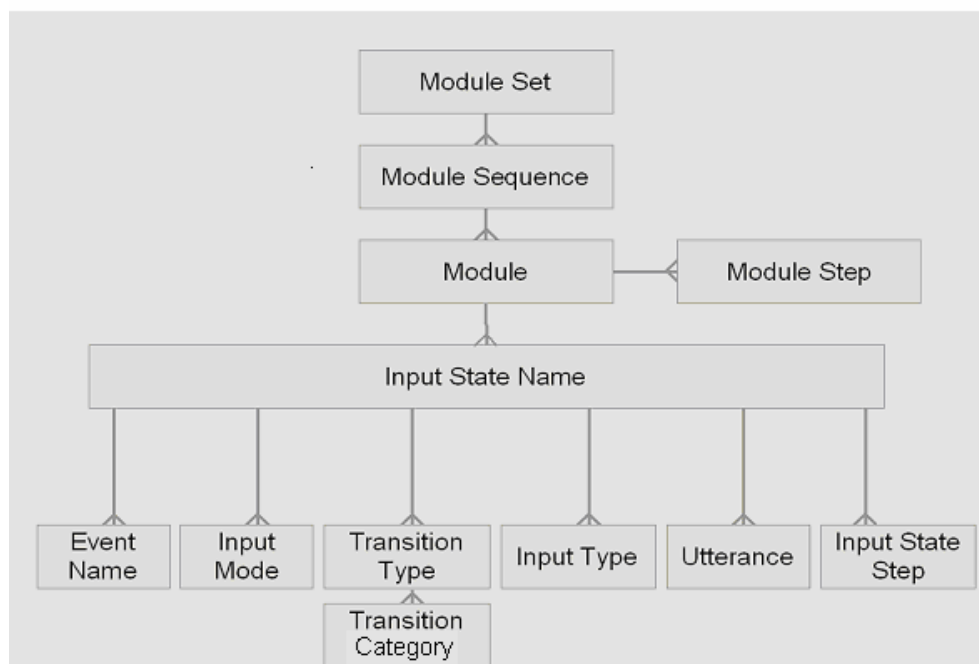 Module Set
Module Sequence
Module
Module Step
Input State Name
Event
Name
Input
Mode
Transition
Type
Input Type
Utterance
Input State
Step
Transition
Category